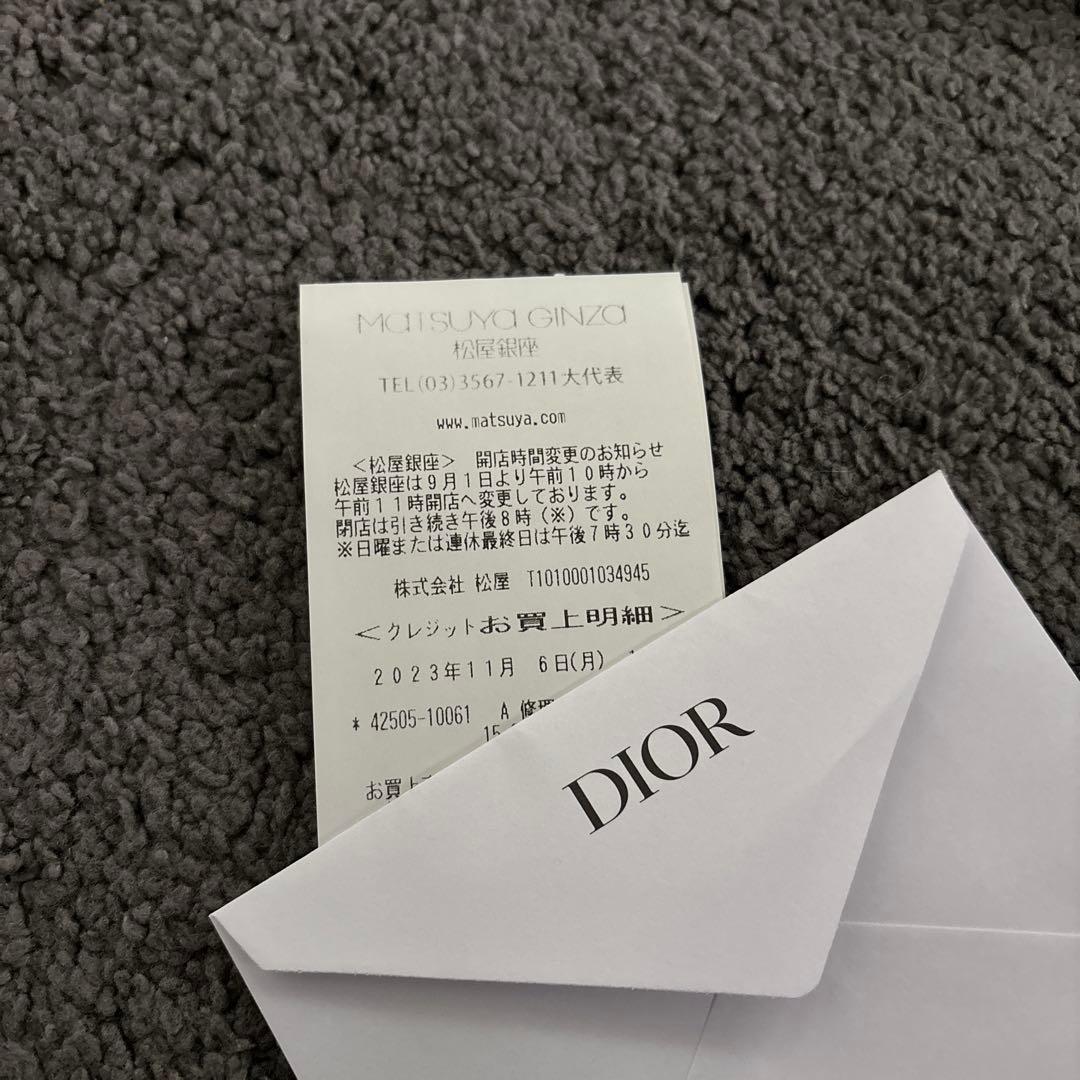 MATSUYA GINZA
松屋銀座
TEL(03)3567-1211大代表
www.matsuya.com
＜松屋銀座＞ 開店時間変更のお知らせ
松屋銀座は9月1日より午前10時から
午前11時開店へ変更しております。
閉店は引き続き午後8時（※）です。
※日曜または連休最終日は午後7時30分迄
株式会社 松屋 T1010001034945
＜クレジットお買上明細＞
2023年11月 6日(月)
* 42505-10061 A 修理
15
お買上
DIOR